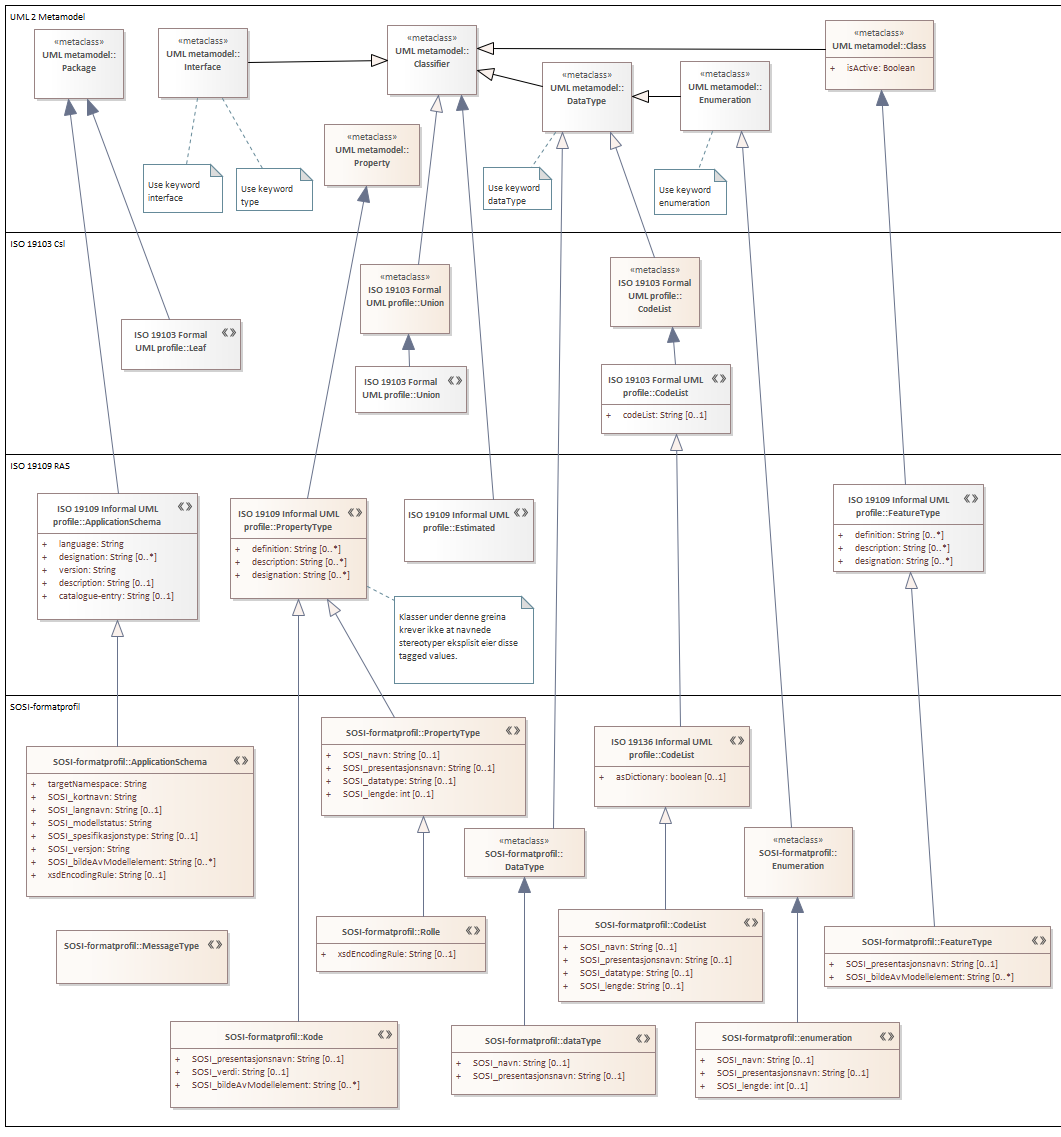 UML 2 Metamodel
«metaclass»
UML metamodel::
Package
«metaclass»
UML metamodel::
Interface
«metaclass»
UML metamodel::
Classifier
«metaclass»
UML metamodel::Class
+ isActive: Boolean
«metaclass»
UML metamodel::
DataType
«metaclass»
UML metamodel::
Enumeration
«metaclass»
UML metamodel::
Property
Use keyword
interface
Use keyword
type
Use keyword
dataType
Use keyword
enumeration
ISO 19103 Csl
«metaclass»
ISO 19103 Formal
UML profile::Union
«metaclass»
ISO 19103 Formal
UML profile::
CodeList
ISO 19103 Formal
UML profile::Leaf
ISO 19103 Formal
UML profile::Union
ISO 19103 Formal UML
profile::CodeList
+ codeList: String [0..1]
ISO 19109 RAS
ISO 19109 Informal UML
profile::ApplicationSchema
+ language: String
+ designation: String [0..*]
+ version: String
+ description: String [0..1]
+ catalogue-entry: String [0..1]
ISO 19109 Informal UML
profile::PropertyType
+ definition: String [0..*]
+ description: String [0..*]
+ designation: String [0..*]
ISO 19109 Informal UML
profile::Estimated
ISO 19109 Informal UML
profile::FeatureType
+ definition: String [0..*]
+ description: String [0..*]
+ designation: String [0..*]
Klasser under denne greina
krever ikke at navnede
stereotyper eksplisit eier disse
tagged values.
SOSI-formatprofil
SOSI-formatprofil::ApplicationSchema
+ targetNamespace: String
+ SOSI_kortnavn: String
+ SOSI_langnavn: String [0..1]
+ SOSI_modellstatus: String
+ SOSI_spesifikasjonstype: String [0..1]
+ SOSI_versjon: String
+ SOSI_bildeAvModellelement: String [0..*]
+ xsdEncodingRule: String [0..1]
SOSI-formatprofil::PropertyType
+ SOSI_navn: String [0..1]
+ SOSI_presentasjonsnavn: String [0..1]
+ SOSI_datatype: String [0..1]
+ SOSI_lengde: int [0..1]
ISO 19136 Informal UML
profile::CodeList
+ asDictionary: boolean [0..1]
«metaclass»
SOSI-formatprofil::
DataType
«metaclass»
SOSI-formatprofil::
Enumeration
SOSI-formatprofil::MessageType
SOSI-formatprofil::Rolle
+ xsdEncodingRule: String [0..1]
SOSI-formatprofil::CodeList
+ SOSI_navn: String [0..1]
+ SOSI_presentasjonsnavn: String [0..1]
+ SOSI_datatype: String [0..1]
+ SOSI_lengde: String [0..1]
SOSI-formatprofil::FeatureType
+ SOSI_presentasjonsnavn: String [0..1]
+ SOSI_bildeAvModellelement: String [0..*]
SOSI-formatprofil::Kode
+ SOSI_presentasjonsnavn: String [0..1]
+ SOSI_verdi: String [0..1]
+ SOSI_bildeAvModellelement: String [0..*]
SOSI-formatprofil::dataType
+ SOSI_navn: String [0..1]
+ SOSI_presentasjonsnavn: String [0..1]
SOSI-formatprofil::enumeration
+ SOSI_navn: String [0..1]
+ SOSI_presentasjonsnavn: String [0..1]
+ SOSI_lengde: int [0..1]